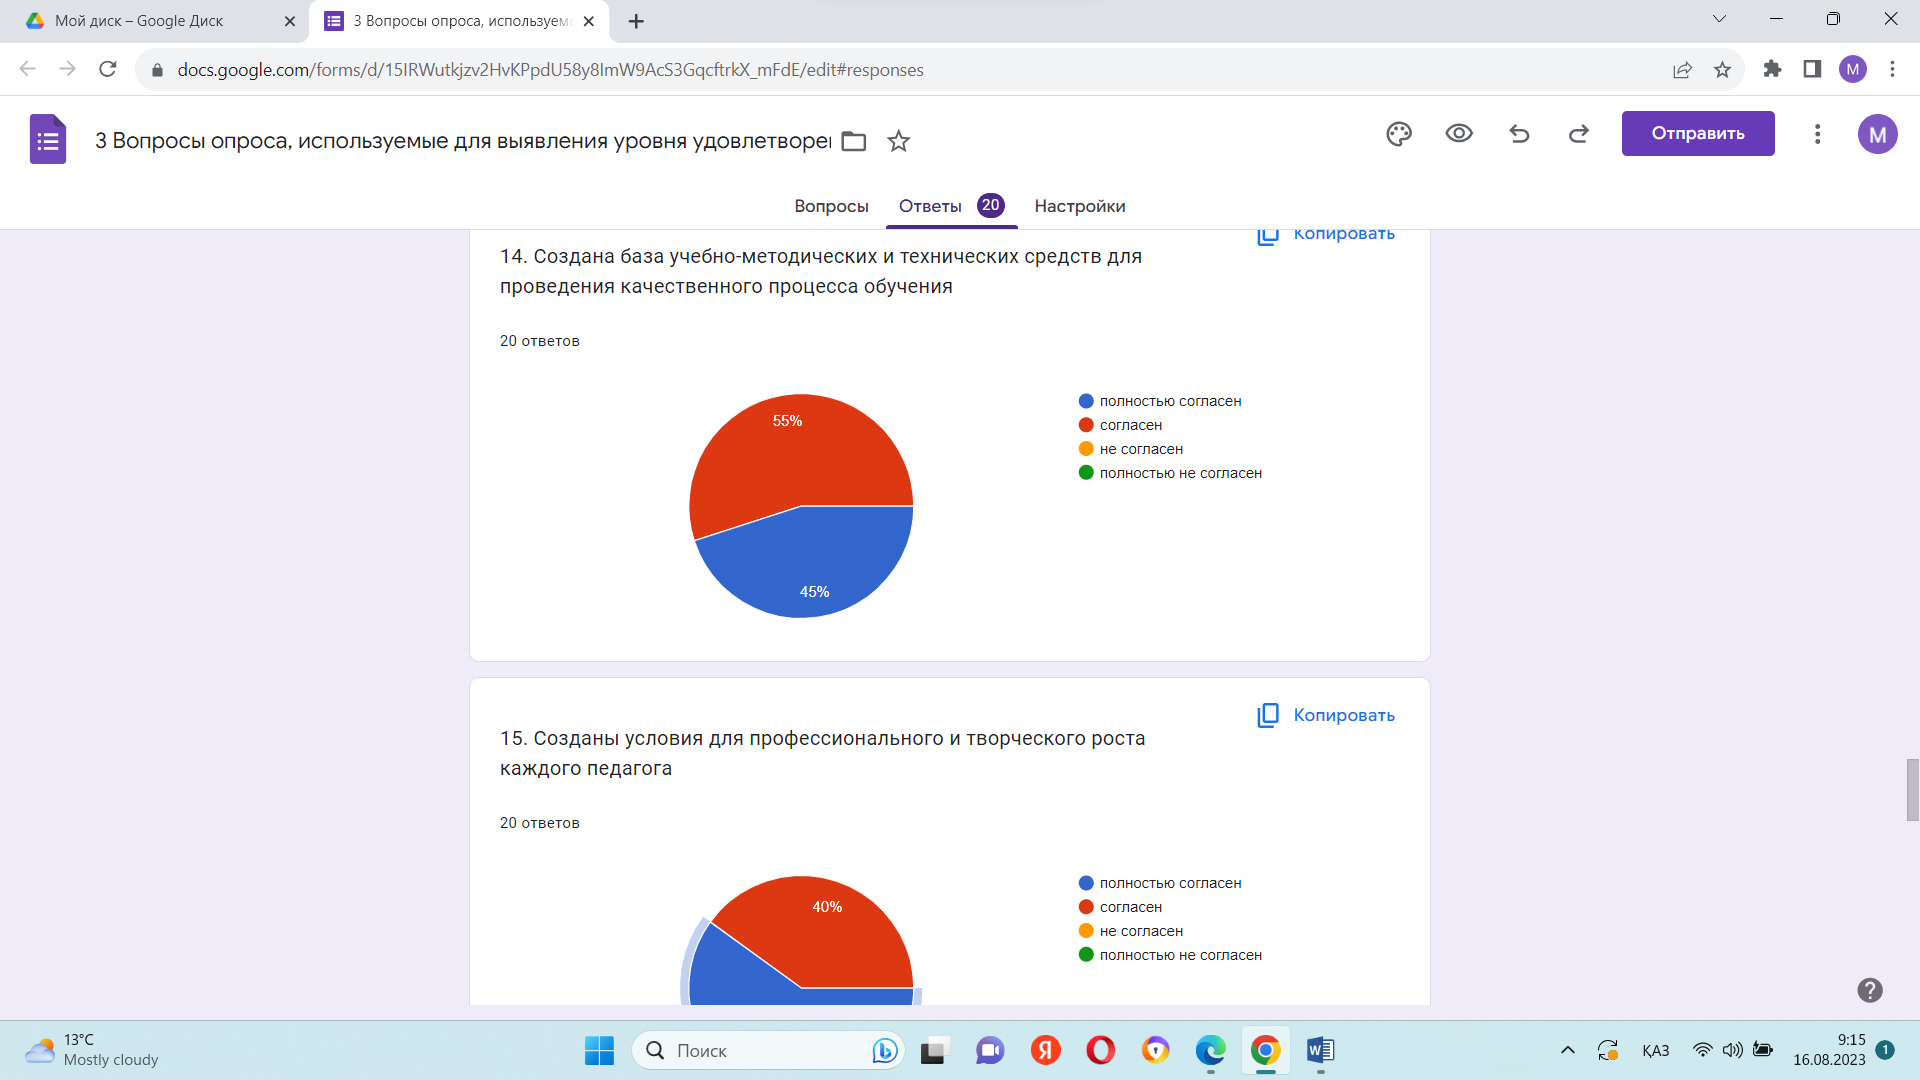 Мой диск – Google Диск
3 Вопросы опроса, используем
docs.google.com/forms/d/15IRWutkjzv2HvKPpdU58y8ImW9AcS3GqcftrkX_mFdE/edit#responses
M
3 Вопросы опроса, используемые для выявления уровня удовлетворен
Отправить
M
Вопросы
Ответы 20
Настройки
Копировать
14. Создана база учебно-методических и технических средств для
проведения качественного процесса обучения
20 ответов
55%
45%
полностью согласен
согласен
не согласен
полностью не согласен
Копировать
15. Созданы условия для профессионального и творческого роста
каждого педагога
20 ответов
40%
полностью согласен
согласен
не согласен
полностью не согласен
13°C
Mostly cloudy
Поиск
ҚАЗ
9:15
16.08.2023
1